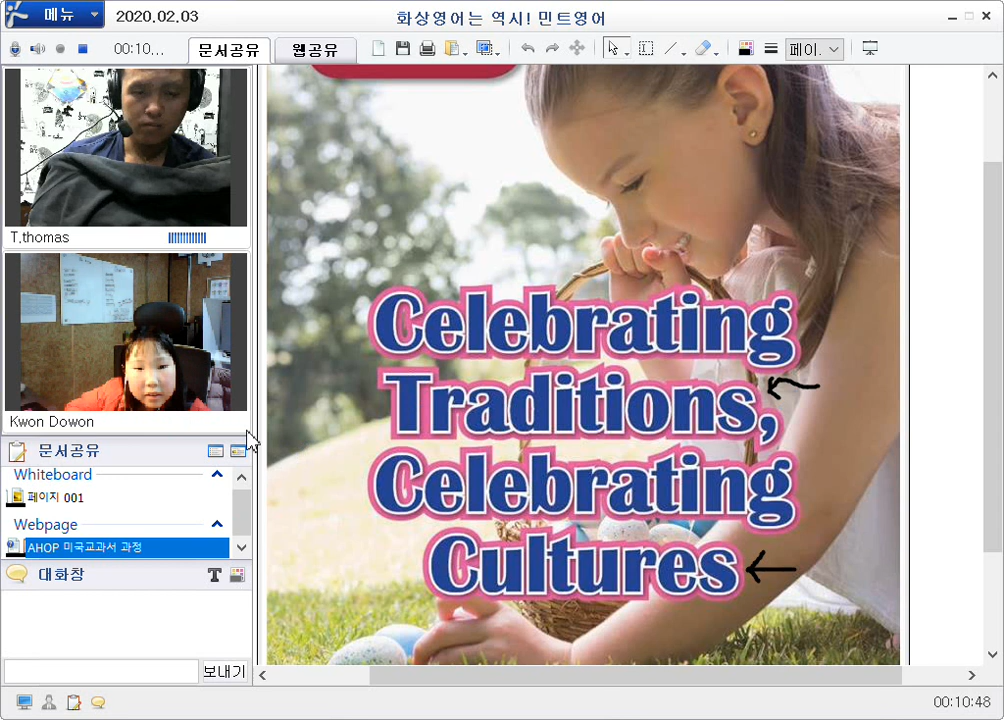 메뉴
2020.02.03
화상영어는 역시! 민트영어
00:10...
문서공유
웹공유
페이.
T.thomas
Kwon Dowon
Celebrating
Traditions,
Celebrating
Cultures
문서공유
Whiteboard
페이지 001
Webpage
AHOP 미국교과서 과정
대화창
T
보내기
00:10:48